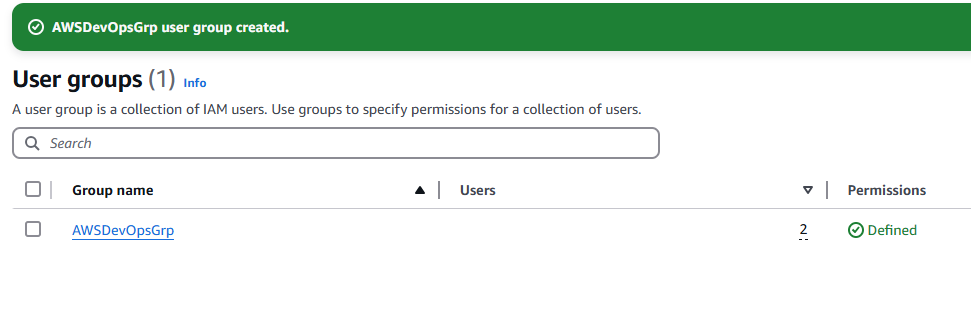 AWSDevOpsGrp user group created.
User groups (1) Info
A user group is a collection of IAM users. Use groups to specify permissions for a collection of users.
Search
Group name Users Permissions
AWSDevOpsGrp 2 Defined